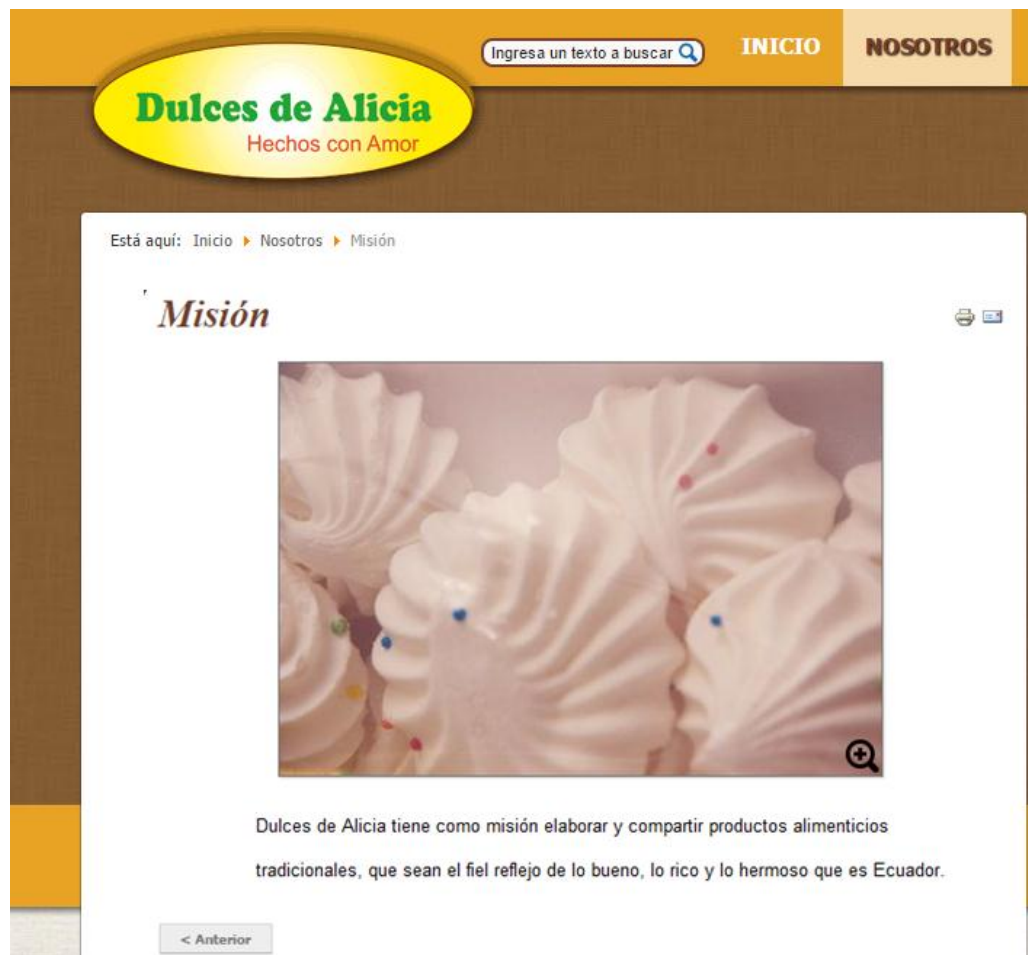 Ingresa un texto a buscar
INICIO
NOSOTROS
Dulces de Alicia
Hechos con Amor
Está aquí: Inicio Nosotros Misión
Misión
Dulces de Alicia tiene como misión elaborar y compartir productos alimenticios
tradicionales, que sean el fiel reflejo de lo bueno, lo rico y lo hermoso que es Ecuador.
< Anterior